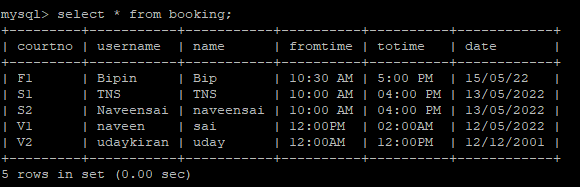 mysql> select * from booking;
+---------+------------+-----------+----------+----------+------------+
| courtno | username | name | fromtime | totime | date |
+---------+------------+-----------+----------+----------+------------+
| F1 | Bipin | Bip | 10:30 AM | 5:00 PM | 15/05/22 |
| S1 | TNS | TNS | 10:00 AM | 04:00 PM | 13/05/2022 |
| S2 | Naveensai | naveensai | 10:00 AM | 04:00 PM | 13/05/2022 |
| V1 | naveen | sai | 12:00PM | 02:00AM | 12/05/2022 |
| V2 | udaykiran | uday | 12:00AM | 12:00PM | 12/12/2001 |
+---------+------------+-----------+----------+----------+------------+
5 rows in set (0.00 sec)